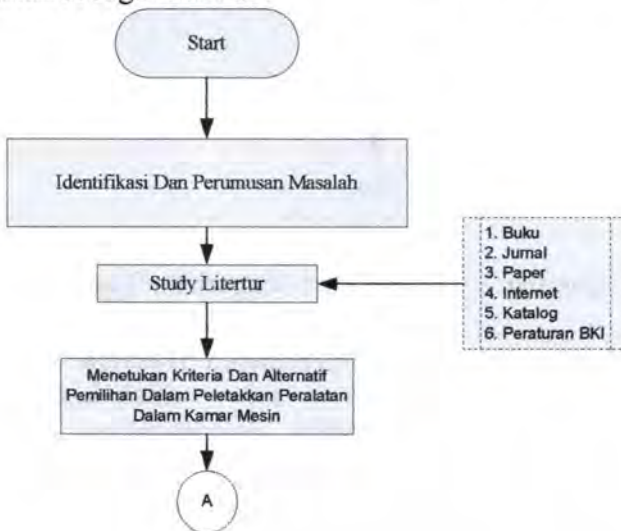 Start
Identifikasi Dan Perumusan Masalah
Study Litertur
1. Buku
2. Jurnal
3. Paper
4. Internet
5. Katalog
6. Peraturan BKI
Menetukan Kriteria Dan Alternatif
Pemilihan Dalam Peletakkan Peralatan
Dalam Kamar Mesin
A